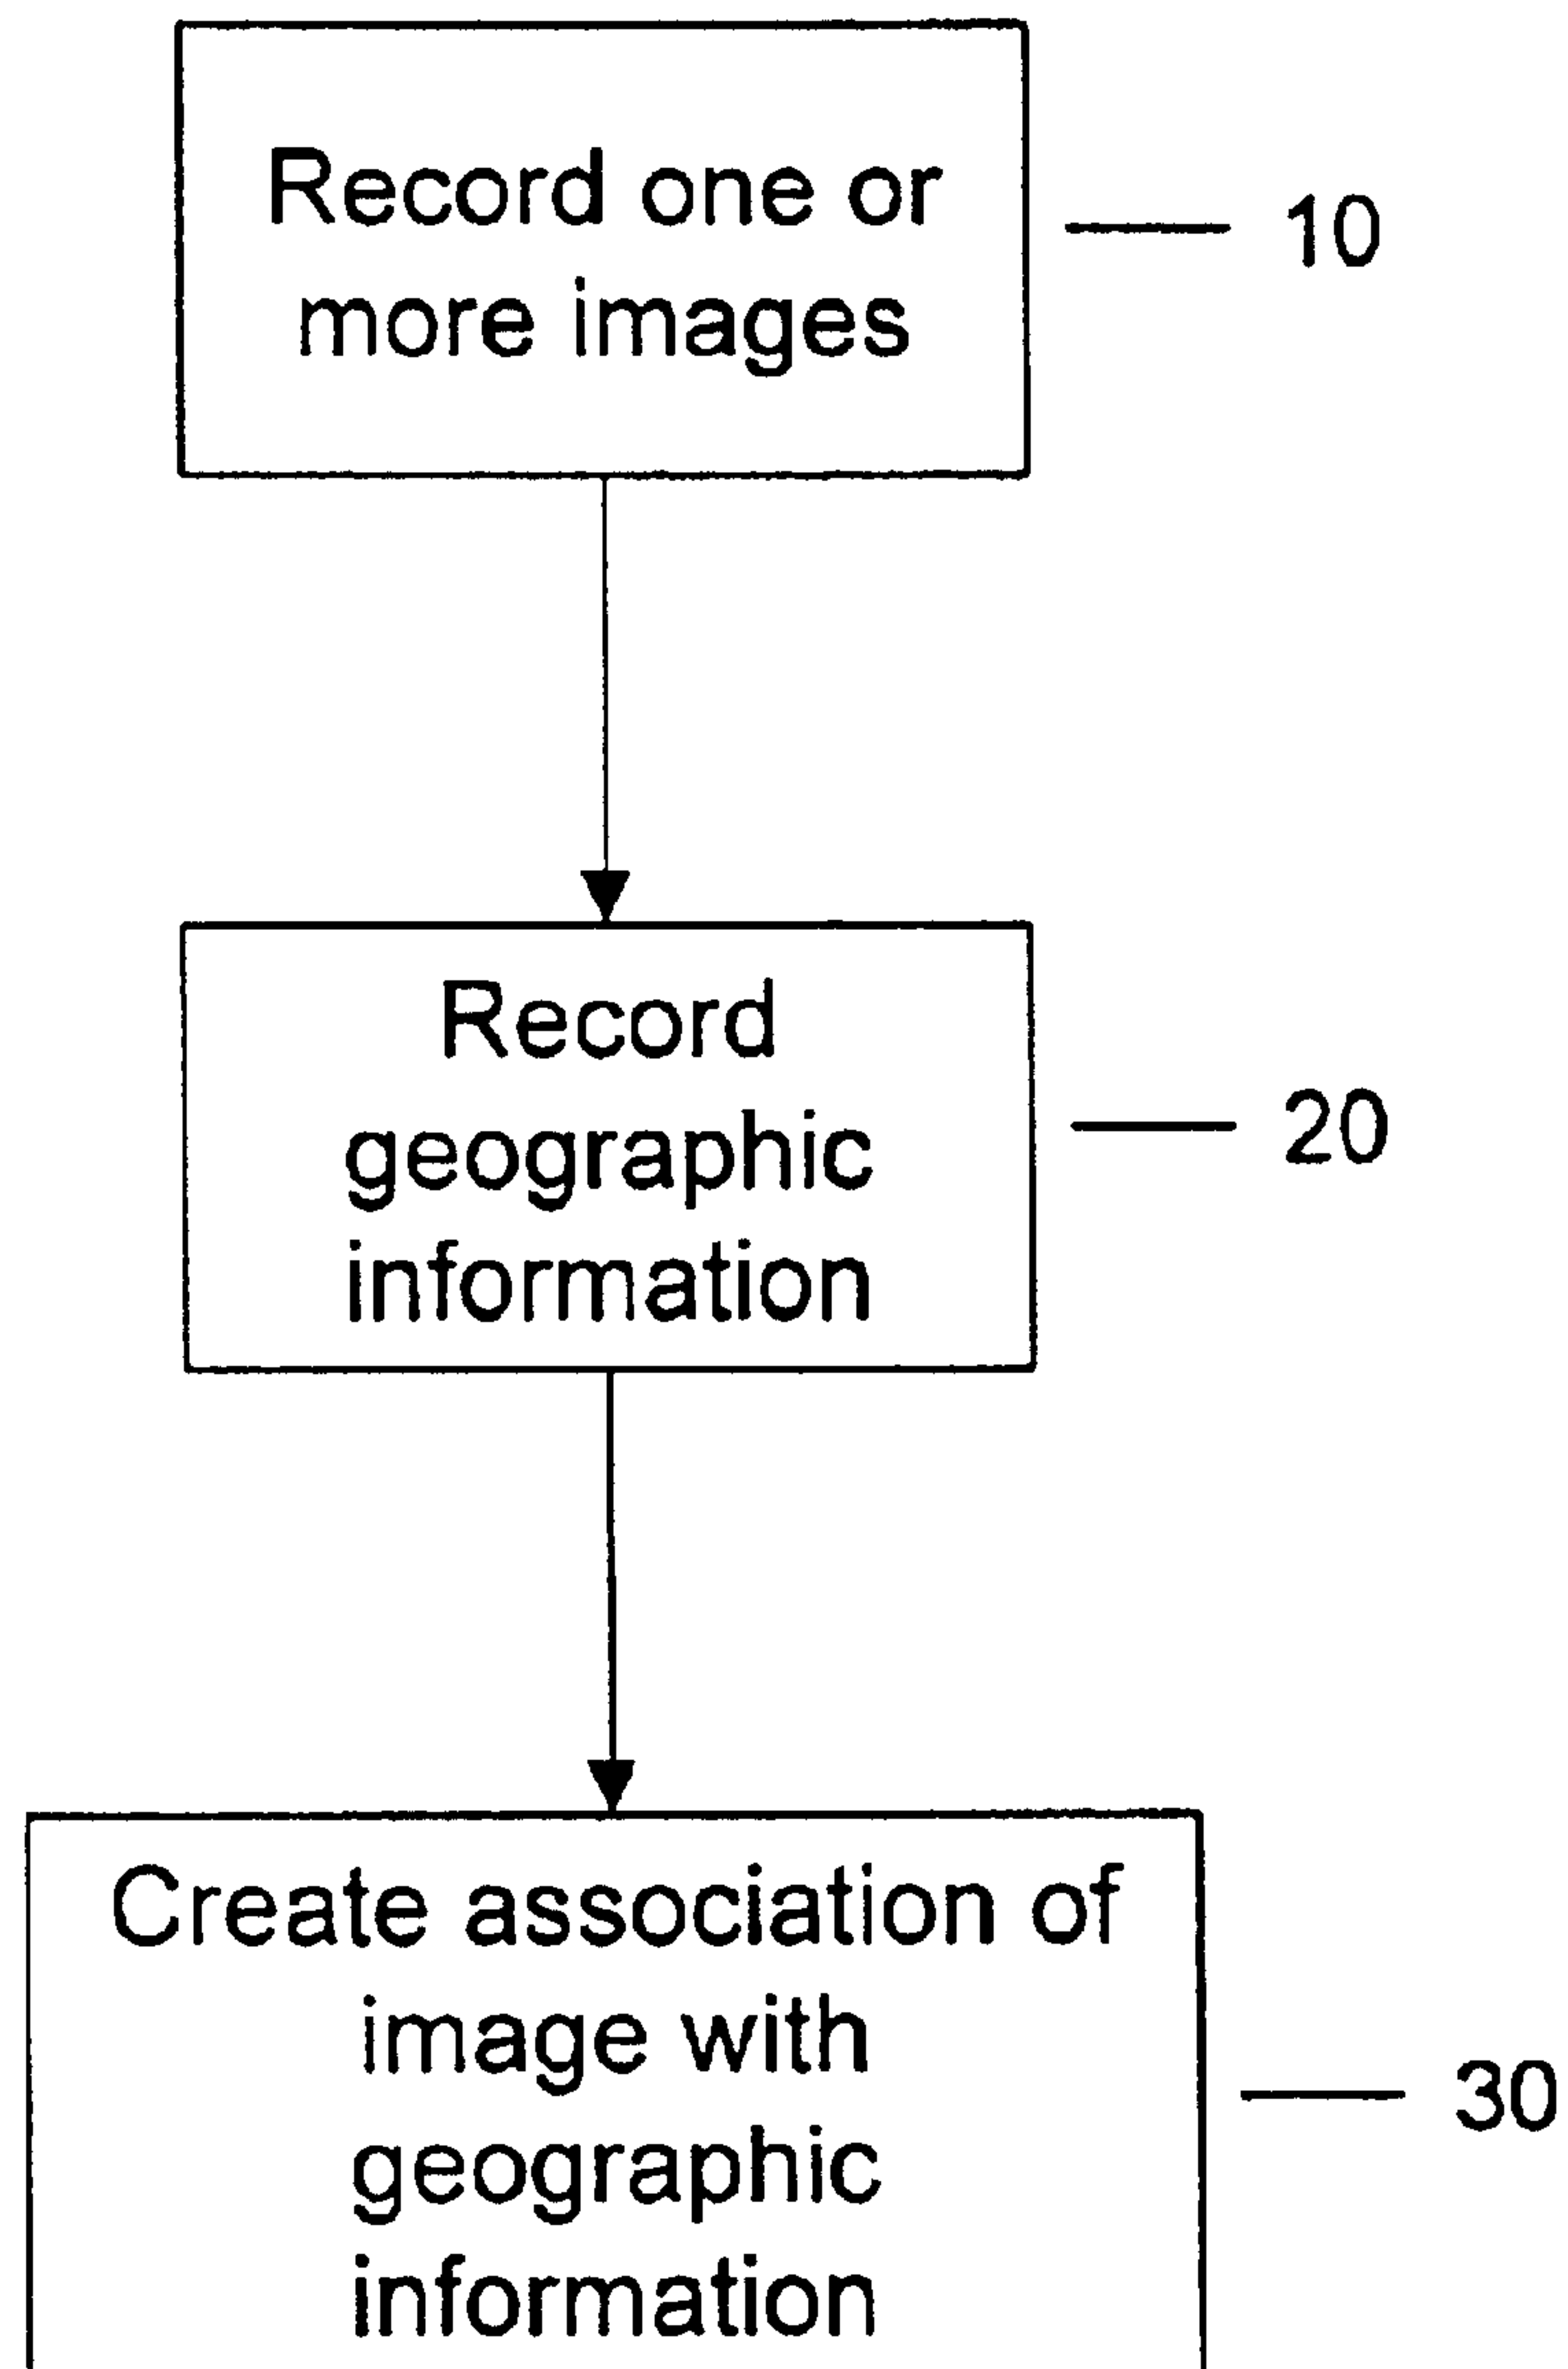 Record one or
more images
10
Record
geographic
information
20
Create association of
image with
geographic
information
30